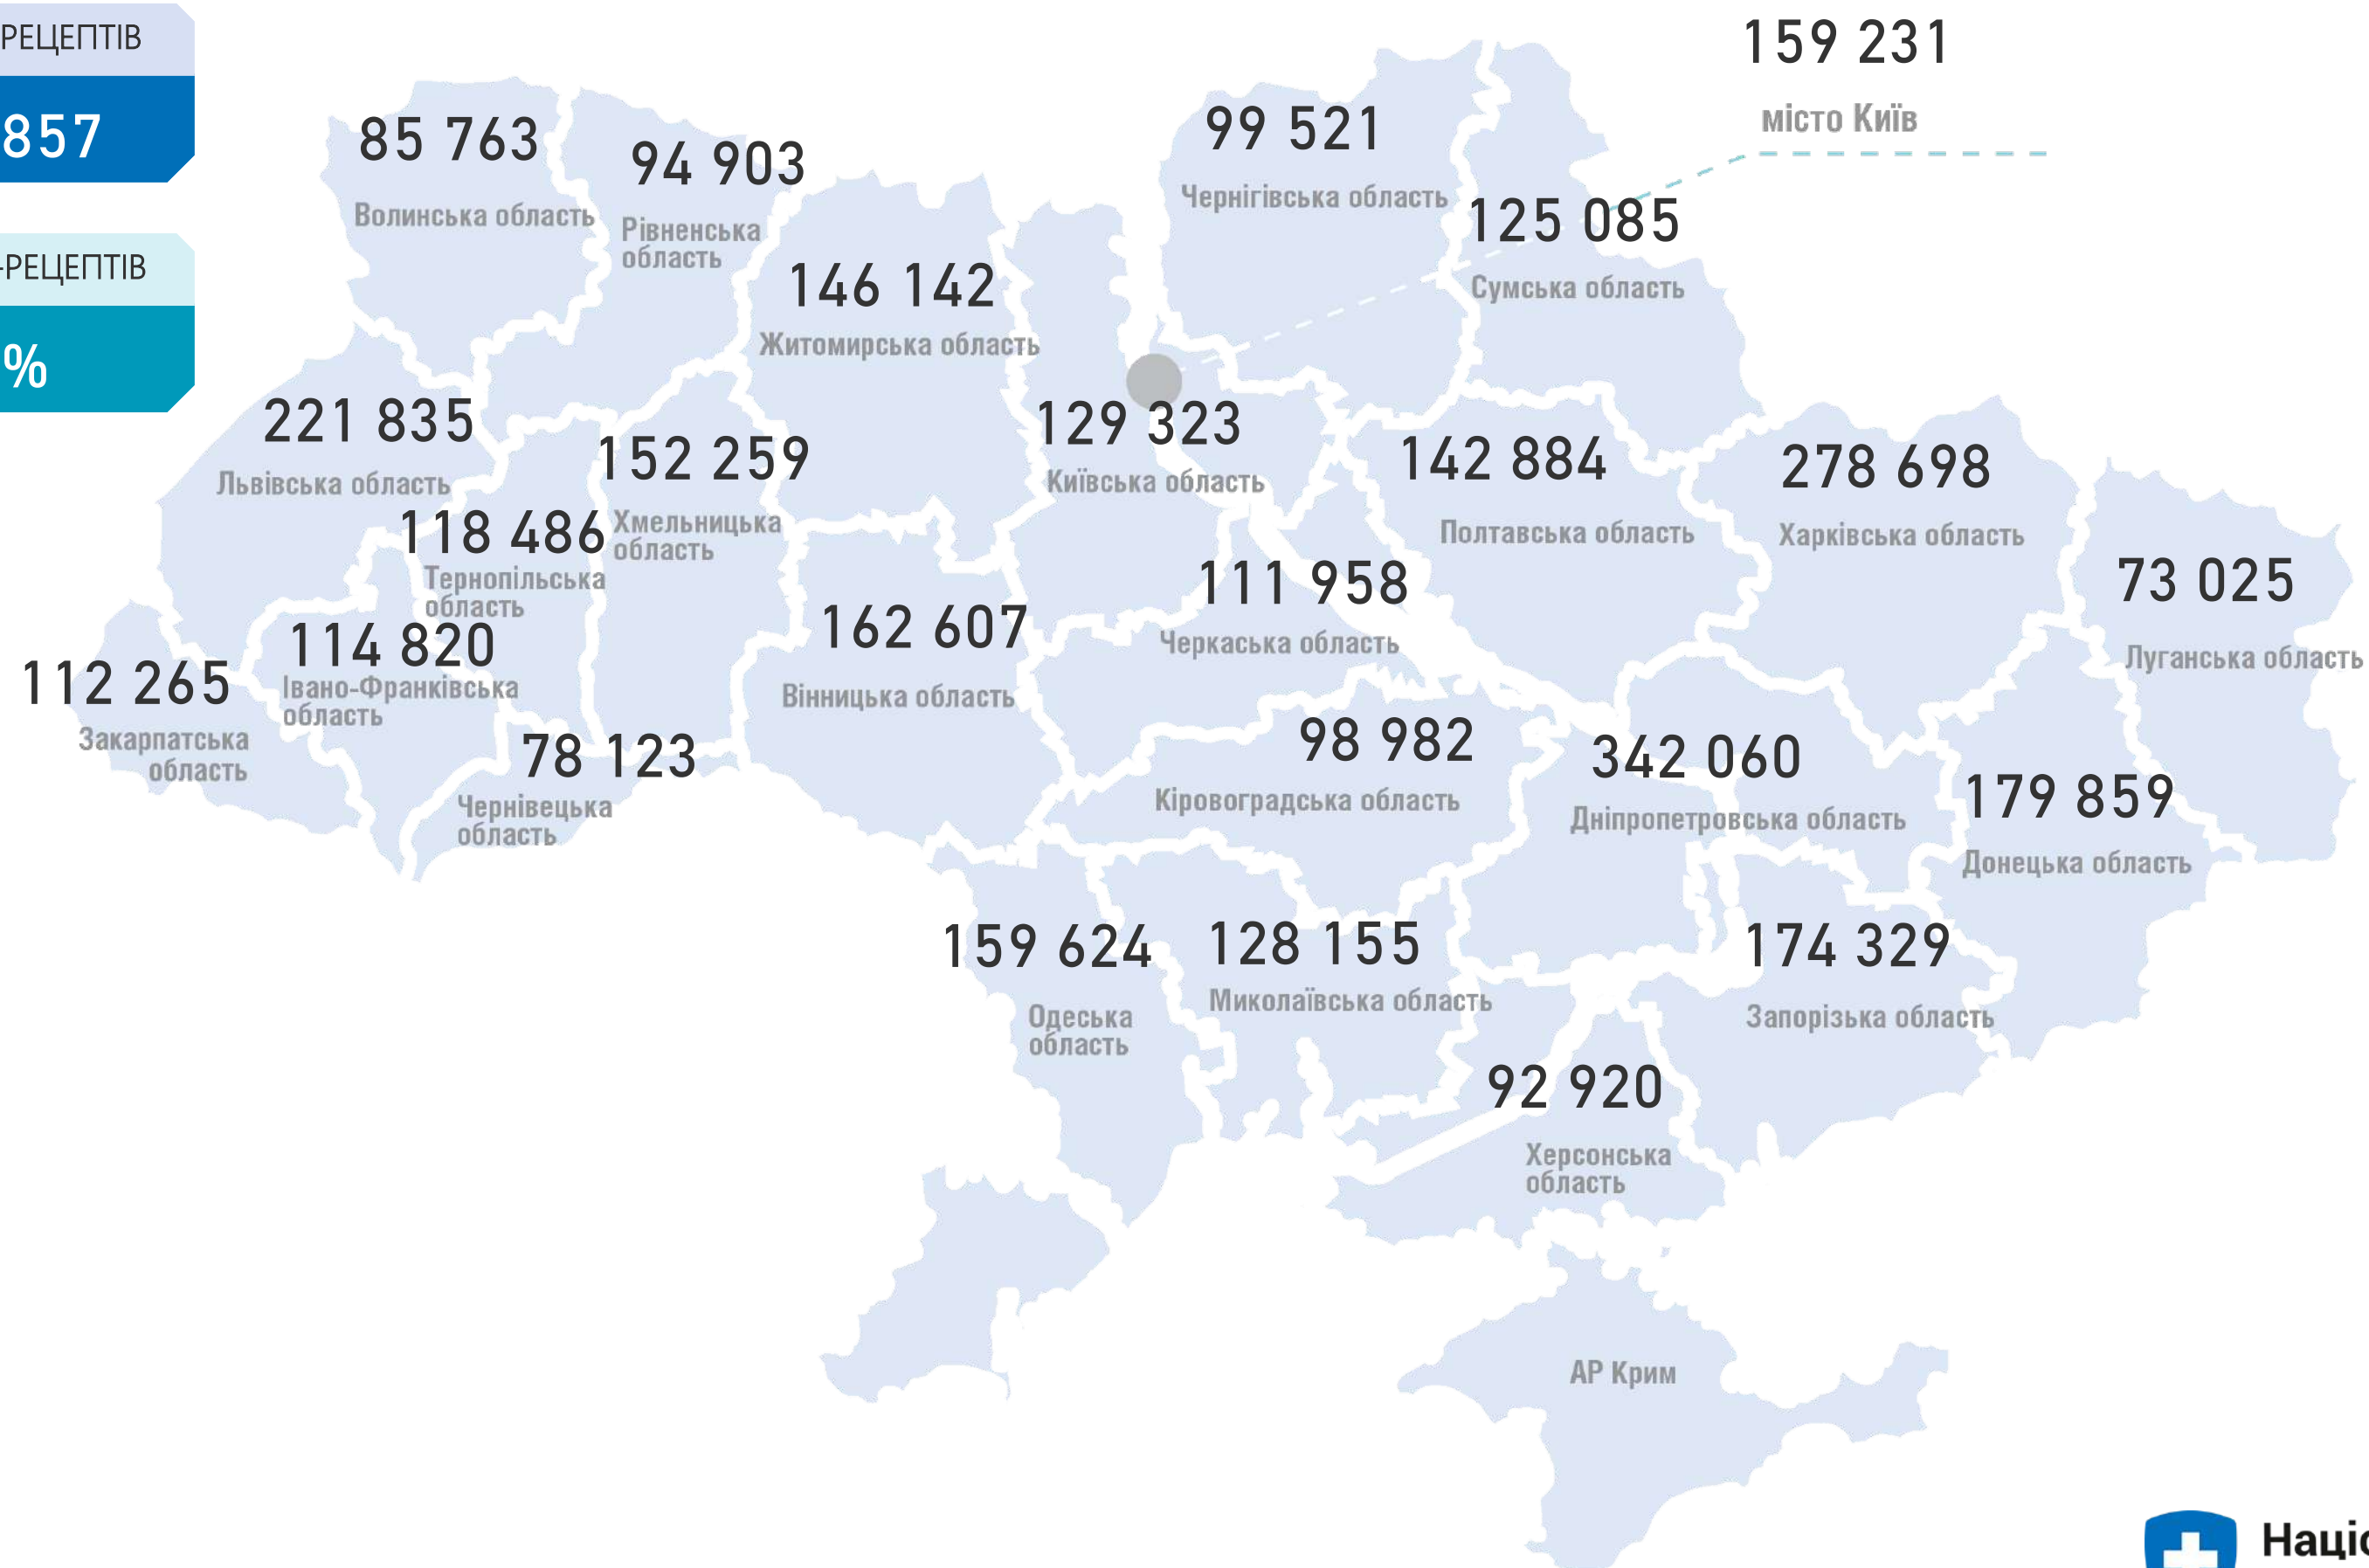 РЕЦЕПТІВ
857
-РЕЦЕПТІВ
%
159 231
місто Київ
85 763
Волинська область
94 903
Рівненська
область
99 521
Чернігівська область
125 085
Сумська область
146 142
Житомирська область
221 835
Львівська область
152 259
Хмельницька
область
129 323
Київська область
142 884
Полтавська область
278 698
Харківська область
118 486
Тернопільська
область
111 958
Черкаська область
73 025
Луганська область
112 265
Закарпатська
область
114 820
Івано-Франківська
область
162 607
Вінницька область
78 123
Чернівецька
область
98 982
Кіровоградська область
342 060
Дніпропетровська область
179 859
Донецька область
159 624
Одеська
область
128 155
Миколаївська область
174 329
Запорізька область
92 920
Херсонська
область
АР Крим